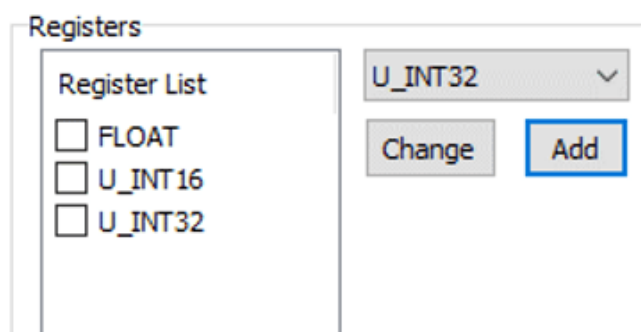 Registers
Register List
FLOAT
U_INT16
U_INT32
U_INT32
Change
Add